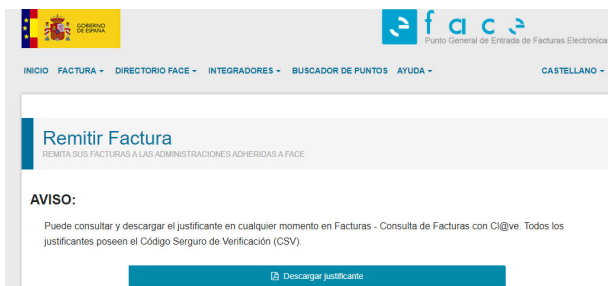 GOBIERNO
DE ESPAÑA
face
Punto General de Entrada de Facturas Electrónica
INICIO FACTURA DIRECTORIO FACE INTEGRADORES BUSCADOR DE PUNTOS AYUDA CASTELLANO
Remitir Factura
REMITA SUS FACTURAS A LAS ADMINISTRACIONES ADHERIDAS A FACE
AVISO:
Puede consultar y descargar el justificante en cualquier momento en Facturas - Consulta de Facturas con Cl@ve. Todos los
justificantes poseen el Código Serguro de Verificación (CSV).
Descargar justificante